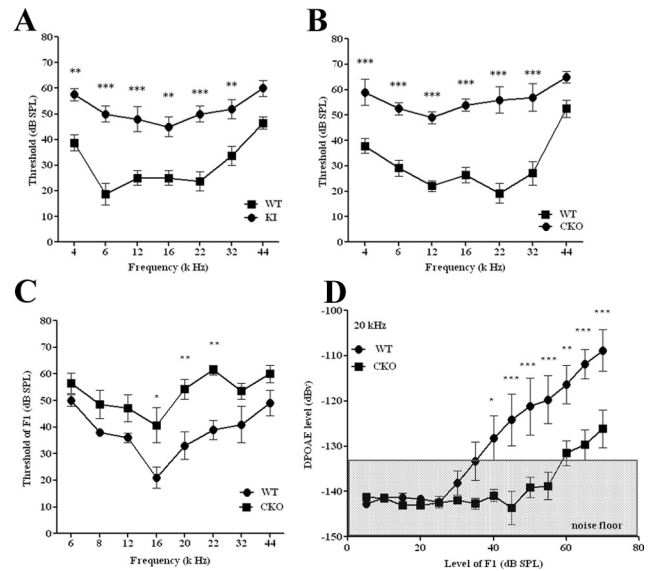 A
80
70
60
50
40
30
20
10
0
Threshold (dB SPL)
** *** *** ** *** **
WT
KI
4 6 12 16 22 32 44
Frequency (k Hz)
B
80
70
60
50
40
30
20
10
0
Threshold (dB SPL)
*** *** *** *** *** ***
WT
CKO
4 6 12 16 22 32 44
Frequency (k Hz)
C
80
70
60
50
40
30
20
10
0
Threshold of F1 (dB SPL)
* ** **
WT
CKO
6 8 12 16 20 22 32 44
Frequency (k Hz)
D
-100
-110
-120
-130
-140
-150
DPOAE level (dBv)
20 kHz
WT
CKO
* *** *** *** ** *** ***
noise floor
0 20 40 60 80
Level of F1 (dB SPL)